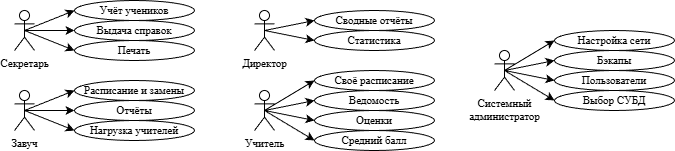 Учёт учеников
Выдача справок
Печать
Секретарь
Сводные отчёты
Статистика
Директор
Расписание и замены
Отчёты
Нагрузка учителей
Завуч
Своё расписание
Ведомость
Оценки
Средний балл
Учитель
Настройка сети
Бэкапы
Пользователи
Выбор СУБД
Системный
администратор